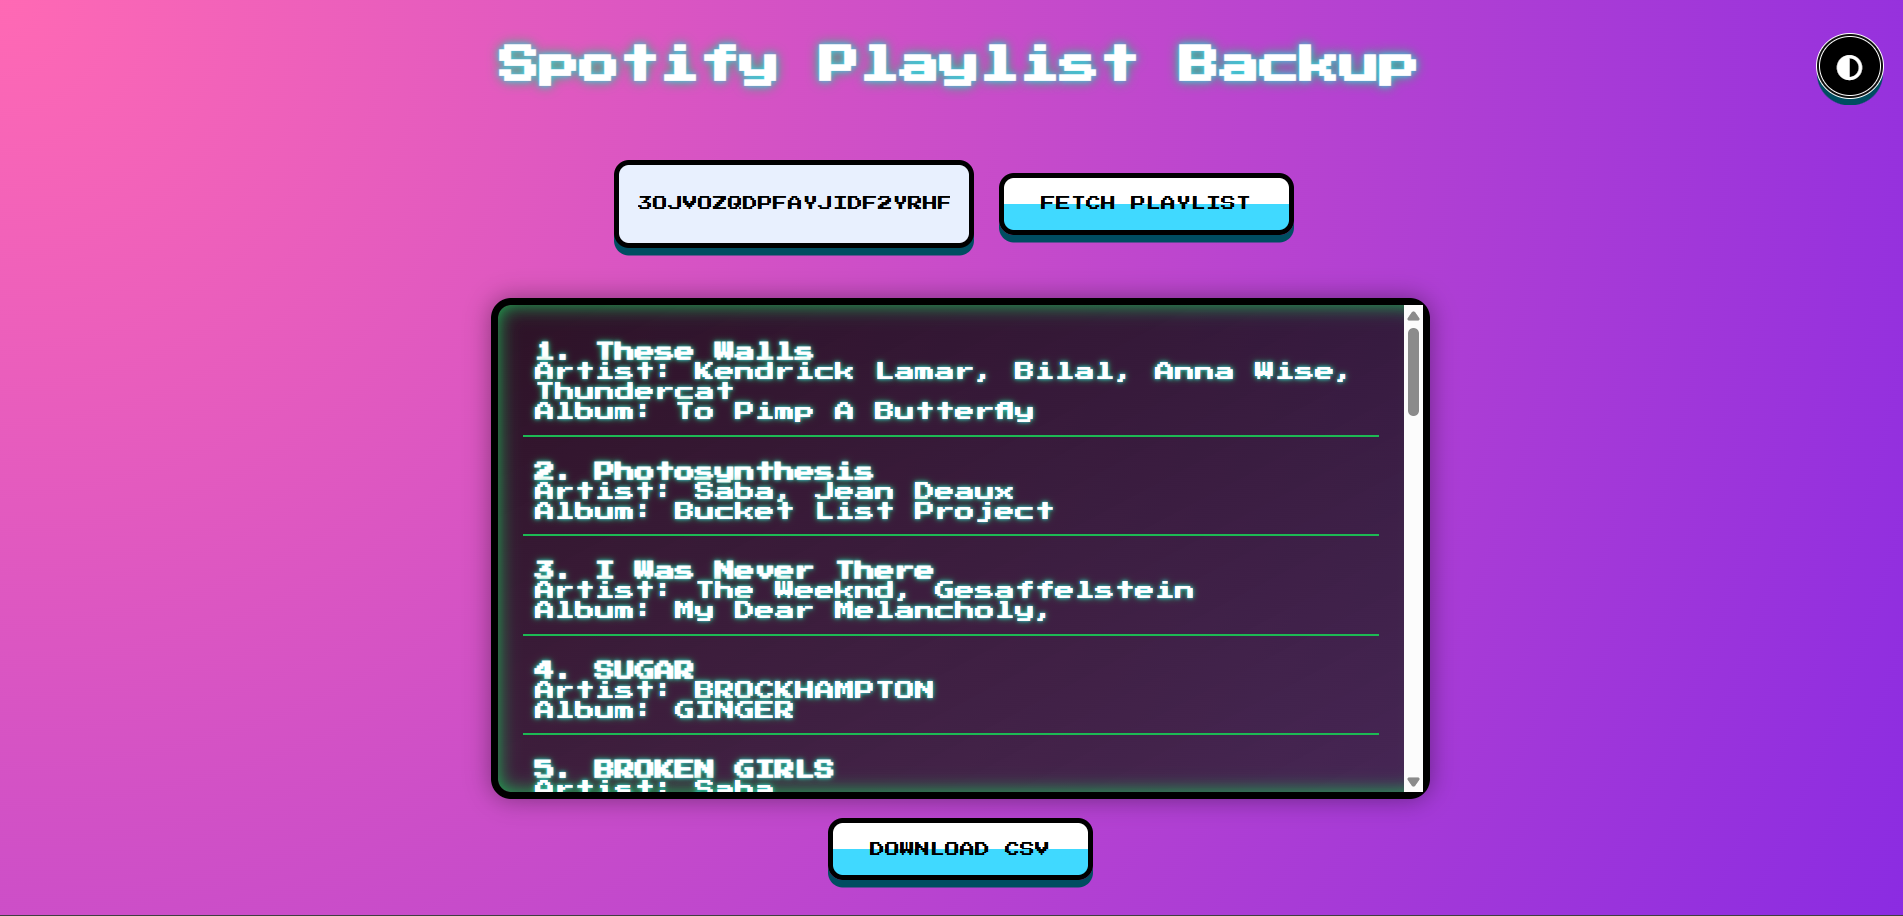 Spotify Playlist Backup
3OJVOZQDPFAYJIDF2YRHF
FETCH PLAYLIST
1. These Walls
Artist: Kendrick Lamar, Bilal, Anna Wise,
Thundercat
Album: To Pimp A Butterfly
2. Photosynthesis
Artist: Saba, Jean Deaux
Album: Bucket List Project
3. I Was Never There
Artist: The Weeknd, Gesaffelstein
Album: My Dear Melancholy,
4. SUGAR
Artist: BROCKHAMPTON
Album: GINGER
5. BROKEN GIRLS
Artist: Saba
DOWNLOAD CSV